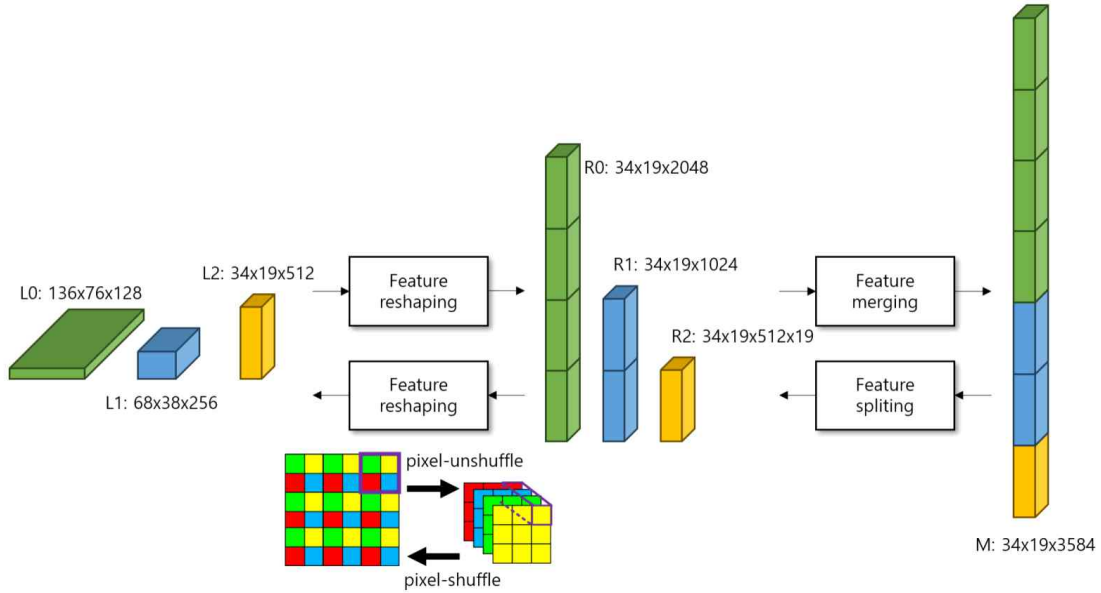 L0: 136x76x128
L1: 68x38x256
L2: 34x19x512
Feature
reshaping
Feature
reshaping
pixel-unshuffle
pixel-shuffle
R0: 34x19x2048
R1: 34x19x1024
R2: 34x19x512x19
Feature
merging
Feature
spliting
M: 34x19x3584